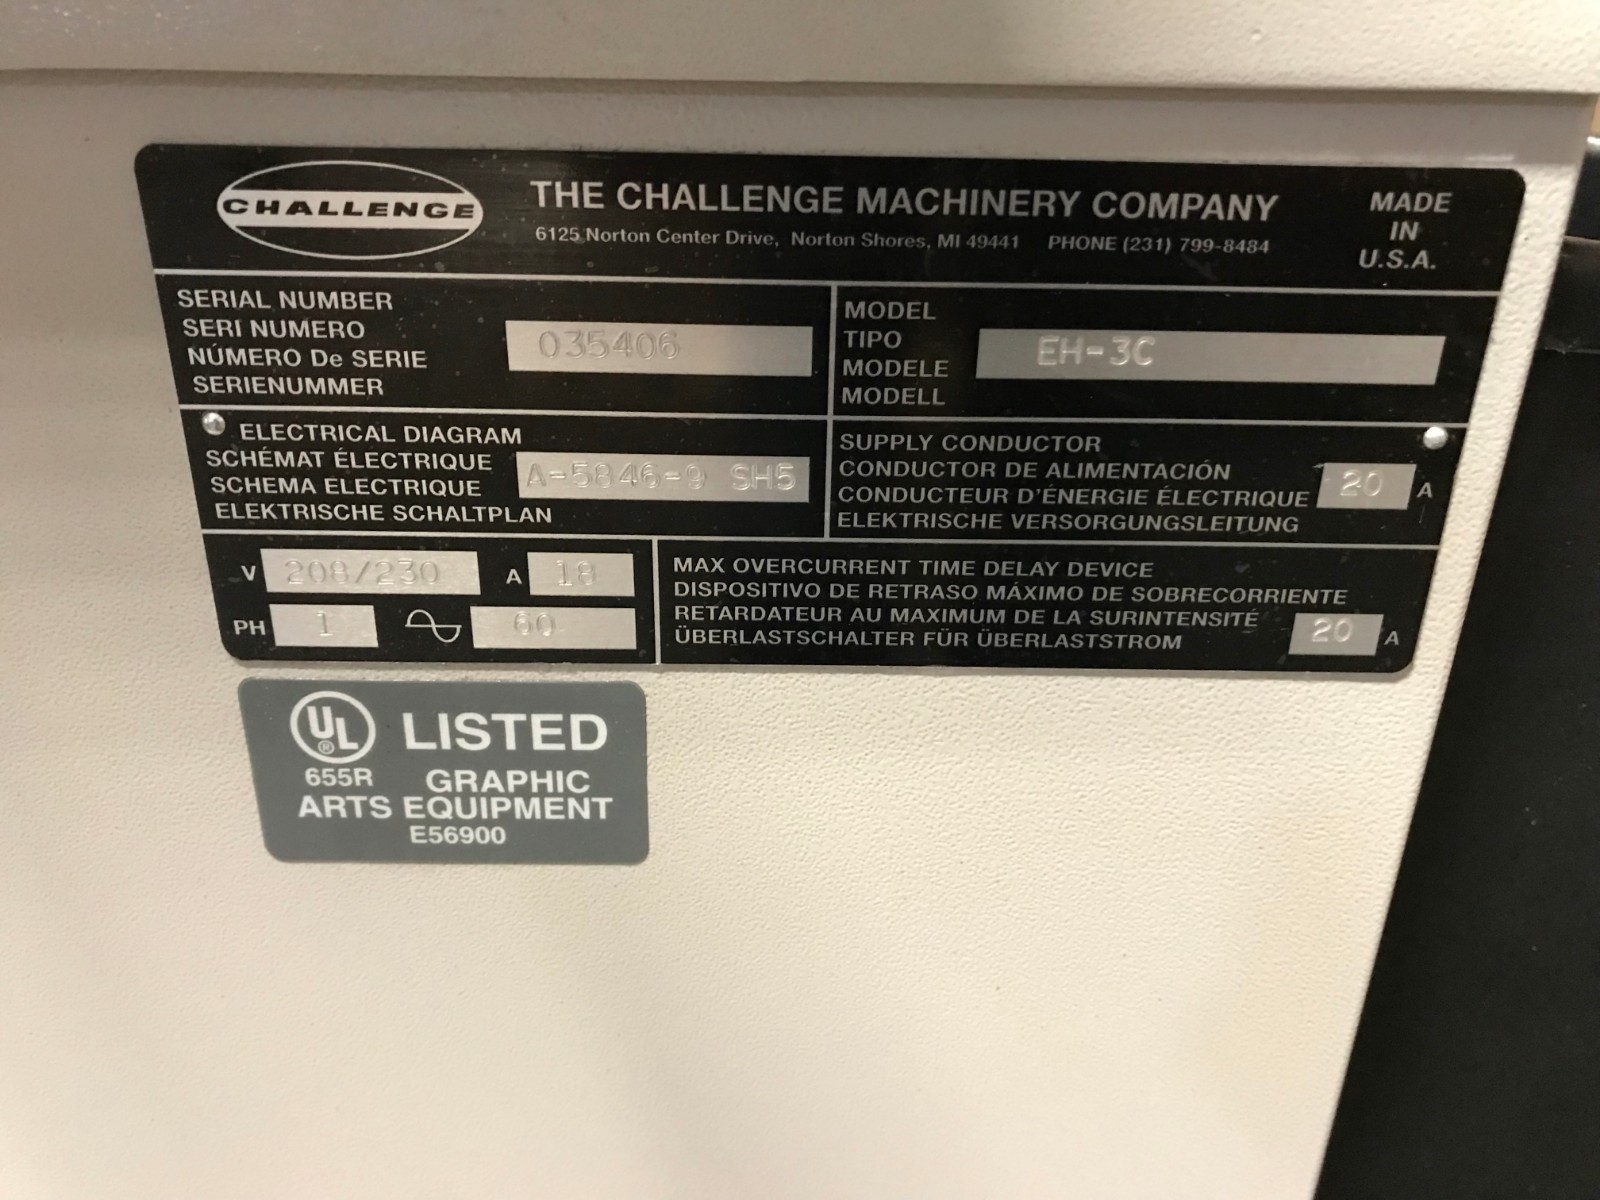 CHALLENGE
THE CHALLENGE MACHINERY COMPANY
6125 Norton Center Drive, Norton Shores, MI 49441 PHONE (231) 799-8484
MADE
IN
U.S.A.
SERIAL NUMBER
SERI NUMERO
NÚMERO De SERIE
SERIENUMMER
035406
MODEL
TIPO
MODELE
MODELL
EH-3C
ELECTRICAL DIAGRAM
SCHÉMAT ÉLECTRIQUE
SCHEMA ÉLECTRIQUE
ELEKTRISCHE SCHALTPLAN
A-5846-9 SH5
SUPPLY CONDUCTOR
CONDUCTOR DE ALIMENTACIÓN
CONDUCTEUR D'ÉNERGIE ÉLECTRIQUE
ELEKTRISCHE VERSORGUNGSLEITUNG
20 A
V 208/230 A 18
PH 1 60
MAX OVERCURRENT TIME DELAY DEVICE
DISPOSITIVO DE RETRASO MÁXIMO DE SOBRECORRIENTE
RETARDATEUR AU MAXIMUM DE LA SURINTENSITÉ
ÜBERLASTSCHALTER FÜR ÜBERLASTSTROM
20 A
UL® LISTED
655R GRAPHIC
ARTS EQUIPMENT
E56900